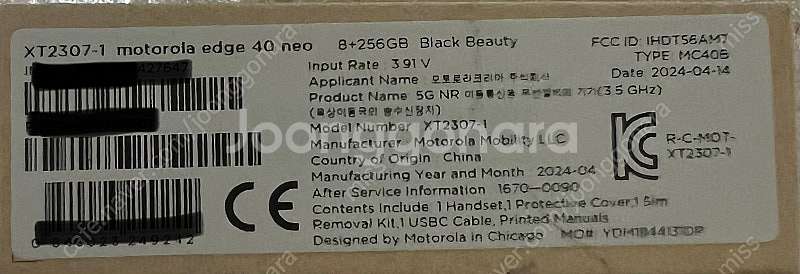 XT2307-1 motorola edge 40 neo 8+256GB Black Beauty
FCC ID: IHDT56AM7
TYPE: MC40B
Date 2024-04-14
Input Rate : 3.91 V
Applicant Name : 모토로라코리아 주식회사
Product Name : 5G NR 이동통신용 무선설비의 기기(3.5 GHz)
(육상이동국의 송수신장치)
Model Number : XT2307-1
Manufacturer : Motorola Mobility LLC
Country of Origin : China
Manufacturing Year and Month : 2024-04
After Service Information : 1670-0090
Contents Include : 1 Handset,1 Protective Cover,1 Sim
Removal Kit,1 USBC Cable, Printed Manuals
Designed by Motorola in Chicago
R-C-MOT-
XT2307-1
CE
Joonggonara